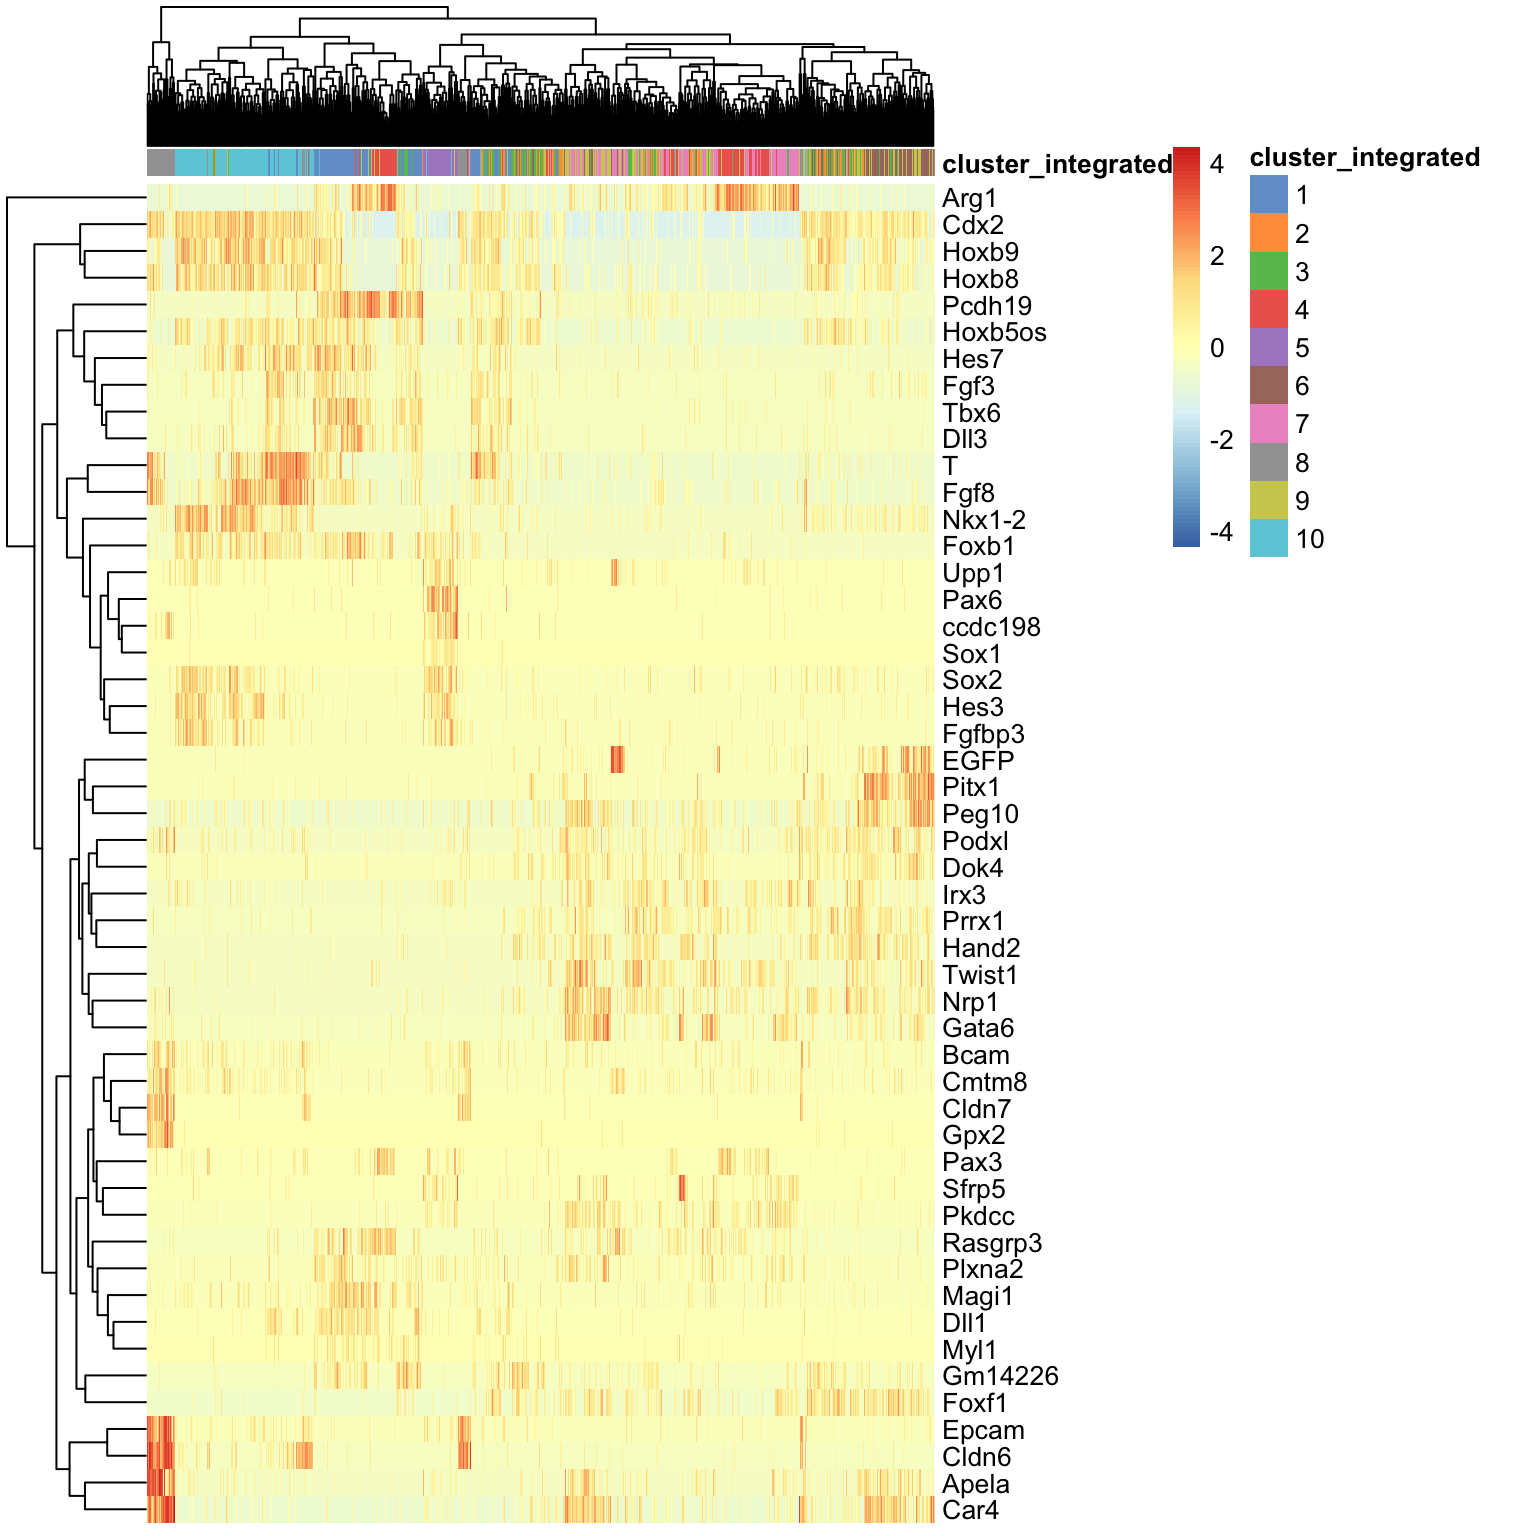 cluster_integrated
Arg1
Cdx2
Hoxb9
Hoxb8
Pcdh19
Hoxb5os
Hes7
Fgf3
Tbx6
Dll3
T
Fgf8
Nkx1-2
Foxb1
Upp1
Pax6
ccdc198
Sox1
Sox2
Hes3
Fgfbp3
EGFP
Pitx1
Peg10
Podxl
Dok4
Irx3
Prrx1
Hand2
Twist1
Nrp1
Gata6
Bcam
Cmtm8
Cldn7
Gpx2
Pax3
Sfrp5
Pkdcc
Rasgrp3
Plxna2
Magi1
Dll1
Myl1
Gm14226
Foxf1
Epcam
Cldn6
Apela
Car4
4
2
0
-2
-4
cluster_integrated
1
2
3
4
5
6
7
8
9
10